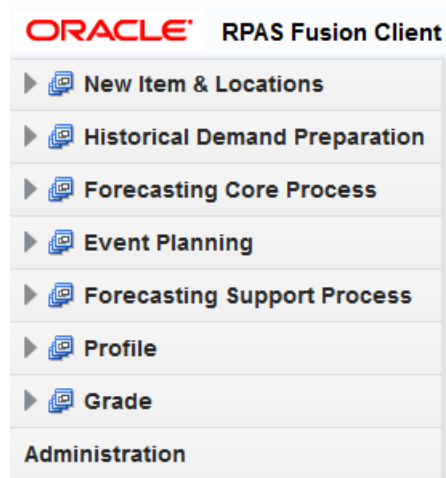 ORACLE® RPAS Fusion Client
New Item & Locations
Historical Demand Preparation
Forecasting Core Process
Event Planning
Forecasting Support Process
Profile
Grade
Administration